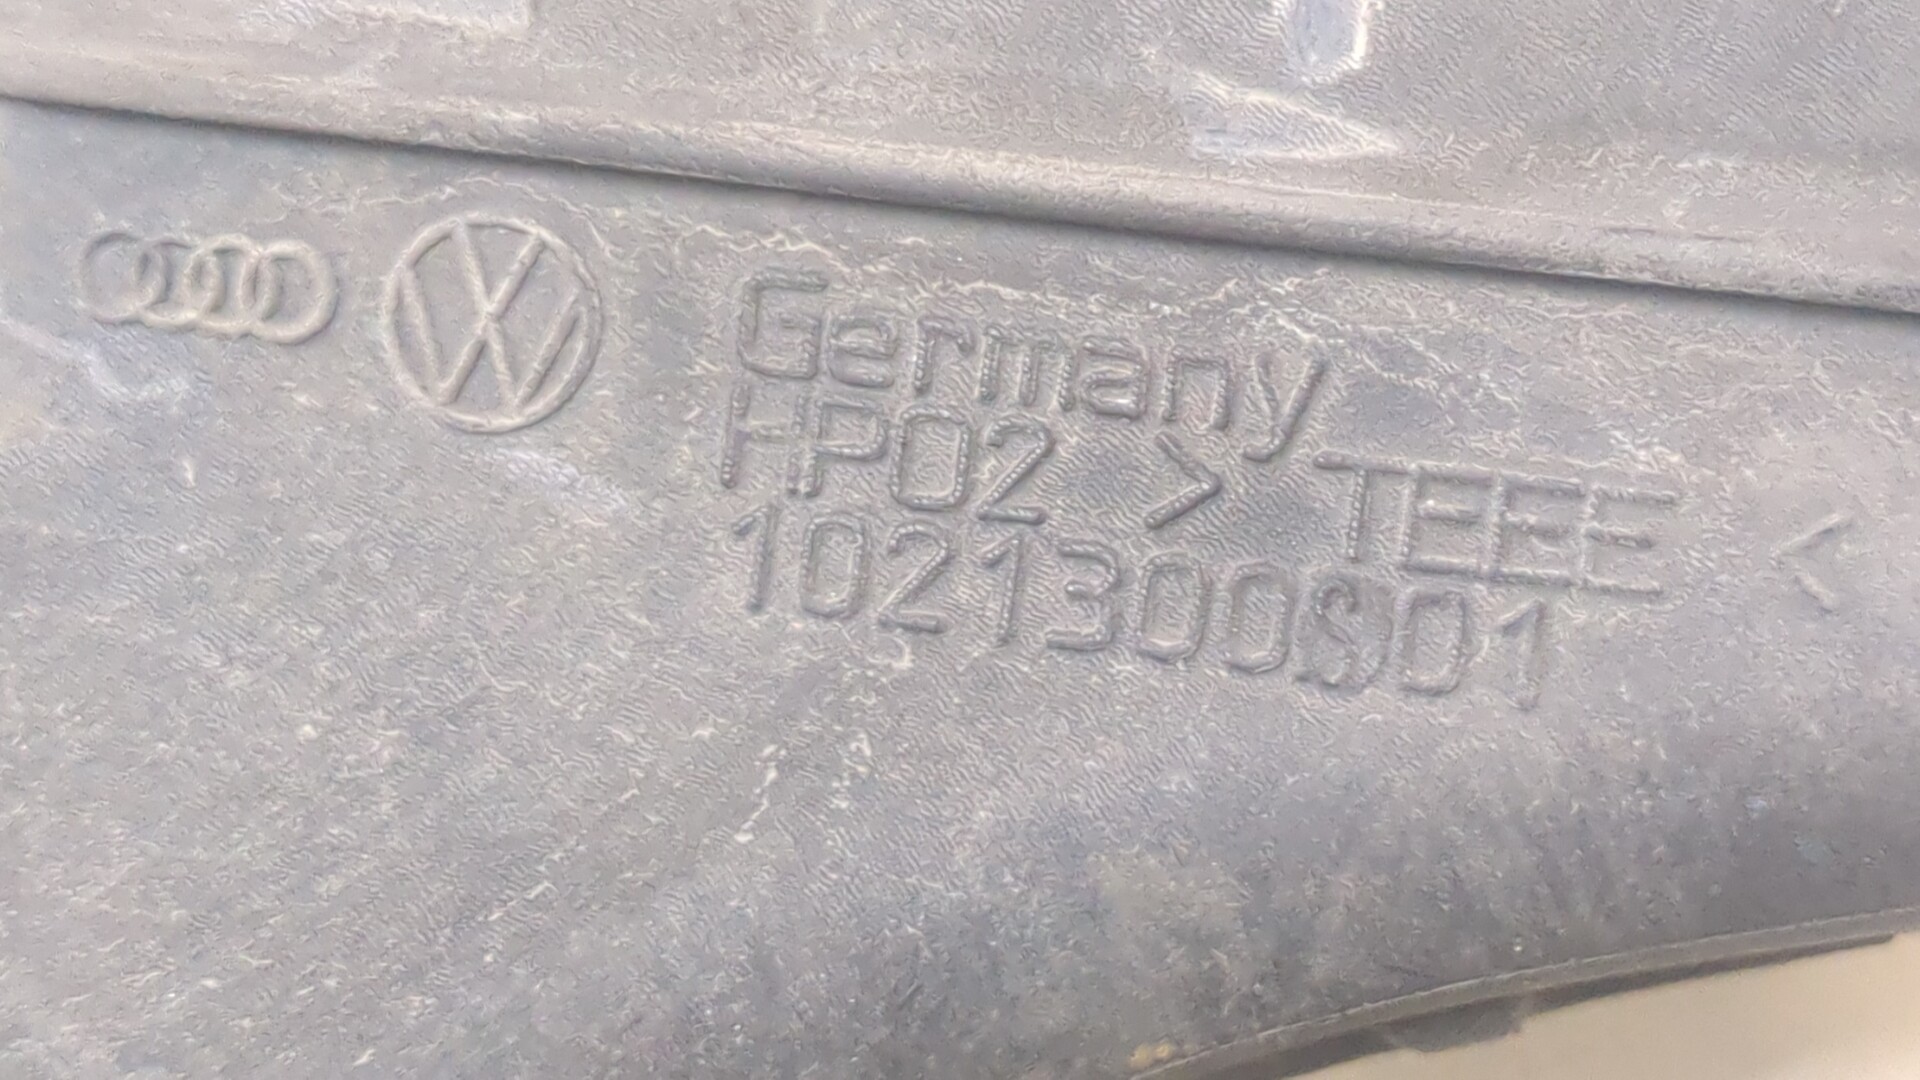 Germany
HP02 > TEEE <
1021300S01